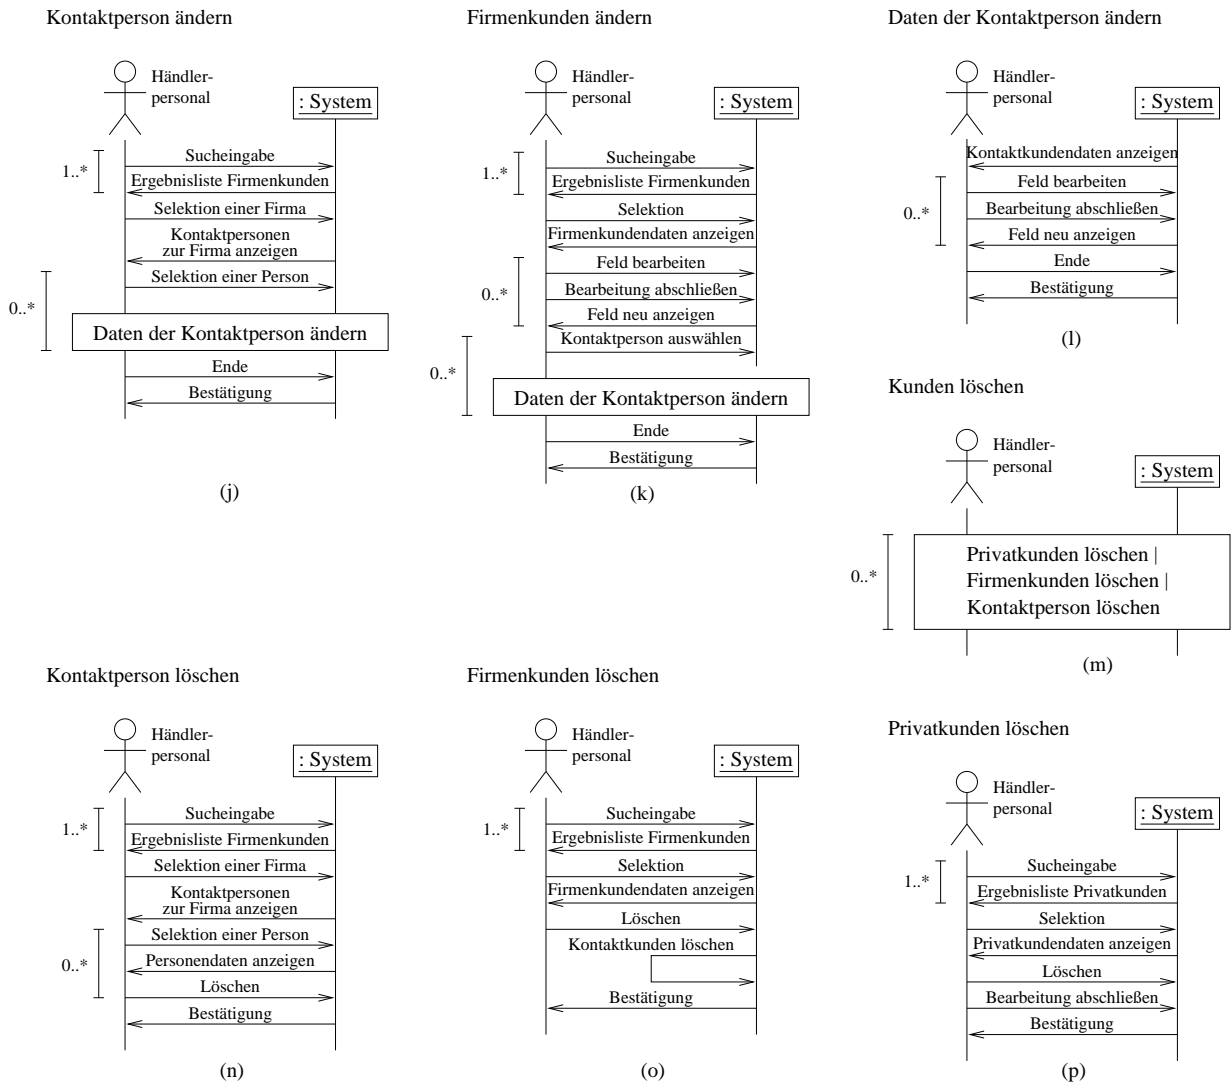 Kontaktperson ändern
Händler-
personal
: System
Sucheingabe
1..*
Ergebnisliste Firmenkunden
Selektion einer Firma
Kontaktpersonen
zur Firma anzeigen
Selektion einer Person
0..*
Daten der Kontaktperson ändern
Ende
Bestätigung
(j)
Firmenkunden ändern
Händler-
personal
: System
Sucheingabe
1..*
Ergebnisliste Firmenkunden
Selektion
Firmenkundendaten anzeigen
Feld bearbeiten
0..*
Bearbeitung abschließen
Feld neu anzeigen
Kontaktperson auswählen
0..*
Daten der Kontaktperson ändern
Ende
Bestätigung
(k)
Daten der Kontaktperson ändern
Händler-
personal
: System
Kontaktkundendaten anzeigen
Feld bearbeiten
0..*
Bearbeitung abschließen
Feld neu anzeigen
Ende
Bestätigung
(l)
Kunden löschen
Händler-
personal
: System
0..*
Privatkunden löschen |
Firmenkunden löschen |
Kontaktperson löschen
(m)
Kontaktperson löschen
Händler-
personal
: System
Sucheingabe
1..*
Ergebnisliste Firmenkunden
Selektion einer Firma
Kontaktpersonen
zur Firma anzeigen
Selektion einer Person
0..*
Personendaten anzeigen
Löschen
Bestätigung
(n)
Firmenkunden löschen
Händler-
personal
: System
Sucheingabe
1..*
Ergebnisliste Firmenkunden
Selektion
Firmenkundendaten anzeigen
Löschen
Kontaktkunden löschen
Bestätigung
(o)
Privatkunden löschen
Händler-
personal
: System
Sucheingabe
1..*
Ergebnisliste Privatkunden
Selektion
Privatkundendaten anzeigen
Löschen
Bearbeitung abschließen
Bestätigung
(p)